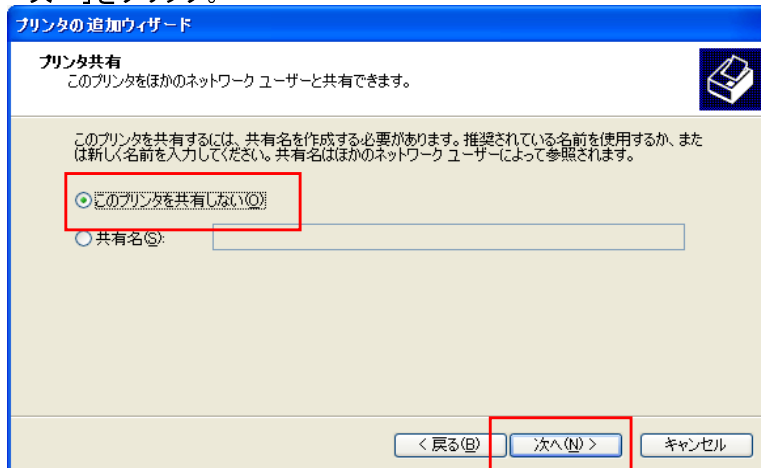 プリンタの追加ウィザード
プリンタ共有
このプリンタをほかのネットワーク ユーザーと共有できます。
このプリンタを共有するには、共有名を作成する必要があります。推奨されている名前を使用するか、また
は新しく名前を入力してください。共有名はほかのネットワーク ユーザーによって参照されます。
このプリンタを共有しない(O)
共有名(S):
< 戻る(B) 次へ(N) > キャンセル